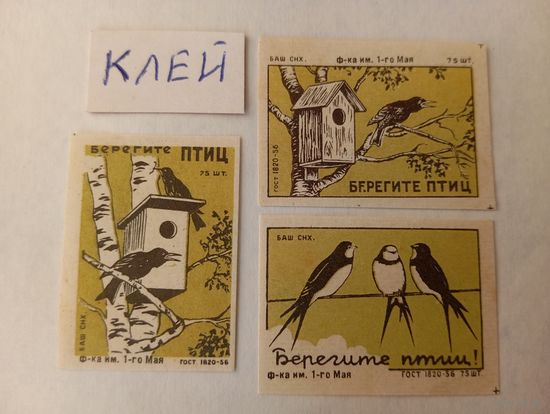 КЛЕЙ
БАШ СНХ. Ф-ка им. 1-го Мая 75 шт.
ГОСТ 1820-56
БЕРЕГИТЕ ПТИЦ
БЕРЕГИТЕ ПТИЦ
75 шт.
БАШ СНХ
Ф-ка им. 1-го Мая ГОСТ 1820-56
БАШ СНХ.
Берегите птиц!
Ф-ка им. 1-го Мая ГОСТ 1820-56 75 шт.